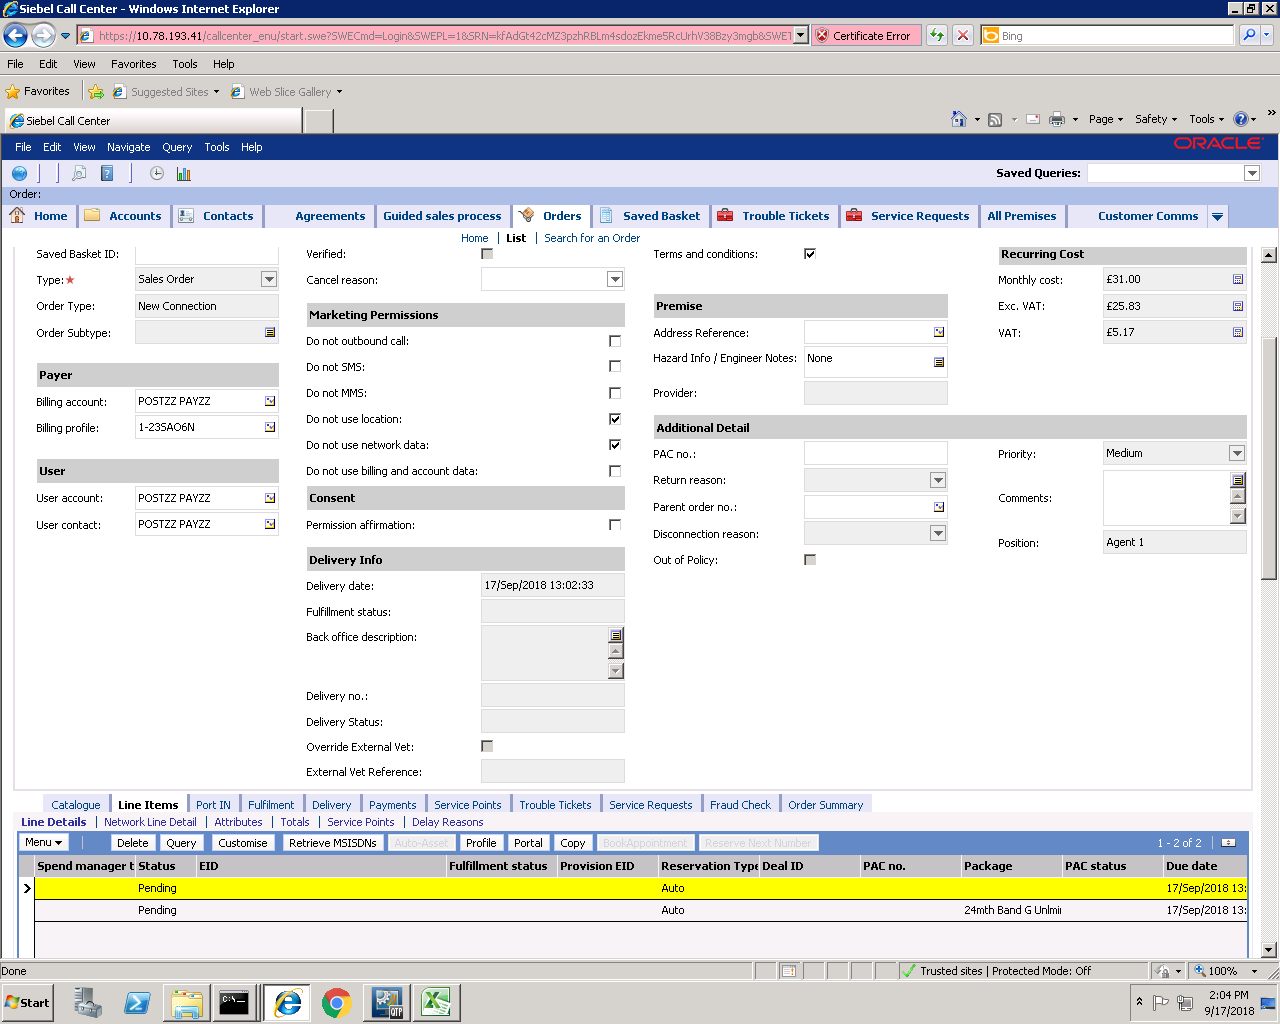 Siebel Call Center - Windows Internet Explorer
https://10.78.193.41/callcenter_enu/start.swe?SWECmd=Login&SWEPL=1&SRN=kfAdGt42cMZ3pzhRBLm4sdozEkme5RcUrhV38Bzy3mgb&SWET Certificate Error Bing
File Edit View Favorites Tools Help
Favorites Suggested Sites Web Slice Gallery
Siebel Call Center Page Safety Tools »
File Edit View Navigate Query Tools Help ORACLE
Saved Queries:
Order:
Home Accounts Contacts Agreements Guided sales process Orders Saved Basket Trouble Tickets Service Requests All Premises Customer Comms
Home | List | Search for an Order
Saved Basket ID: Verified: Terms and conditions: Recurring Cost
Type: Sales Order Cancel reason: Monthly cost: £31.00
Order Type: New Connection Marketing Permissions Premise Exc. VAT: £25.83
Order Subtype: Do not outbound call: Address Reference: VAT: £5.17
Do not SMS: Hazard Info / Engineer Notes: None
Payer Do not MMS: Provider:
Billing account: POSTZZ PAYZZ Do not use location: Additional Detail
Billing profile: 1-23SAO6N Do not use network data: PAC no.: Priority: Medium
User Do not use billing and account data: Return reason:
User account: POSTZZ PAYZZ Consent Parent order no.: Comments:
User contact: POSTZZ PAYZZ Permission affirmation: Disconnection reason: Position: Agent 1
Delivery Info Out of Policy:
Delivery date: 17/Sep/2018 13:02:33
Fulfillment status:
Back office description:
Delivery no.:
Delivery Status:
Override External Vet:
External Vet Reference:
Catalogue Line Items Port IN Fulfilment Delivery Payments Service Points Trouble Tickets Service Requests Fraud Check Order Summary
Line Details | Network Line Detail | Attributes | Totals | Service Points | Delay Reasons
Menu Delete Query Customise Retrieve MSISDNs Auto-Asset Profile Portal Copy BookAppointment Reserve Next Number 1 - 2 of 2
Spend manager t Status EID Fulfillment status Provision EID Reservation Type Deal ID PAC no. Package PAC status Due date
Pending Auto 17/Sep/2018 13:
Pending Auto 24mth Band G Unlmi 17/Sep/2018 13:
Done Trusted sites | Protected Mode: Off 100%
Start C:\. QTP 2:04 PM
9/17/2018